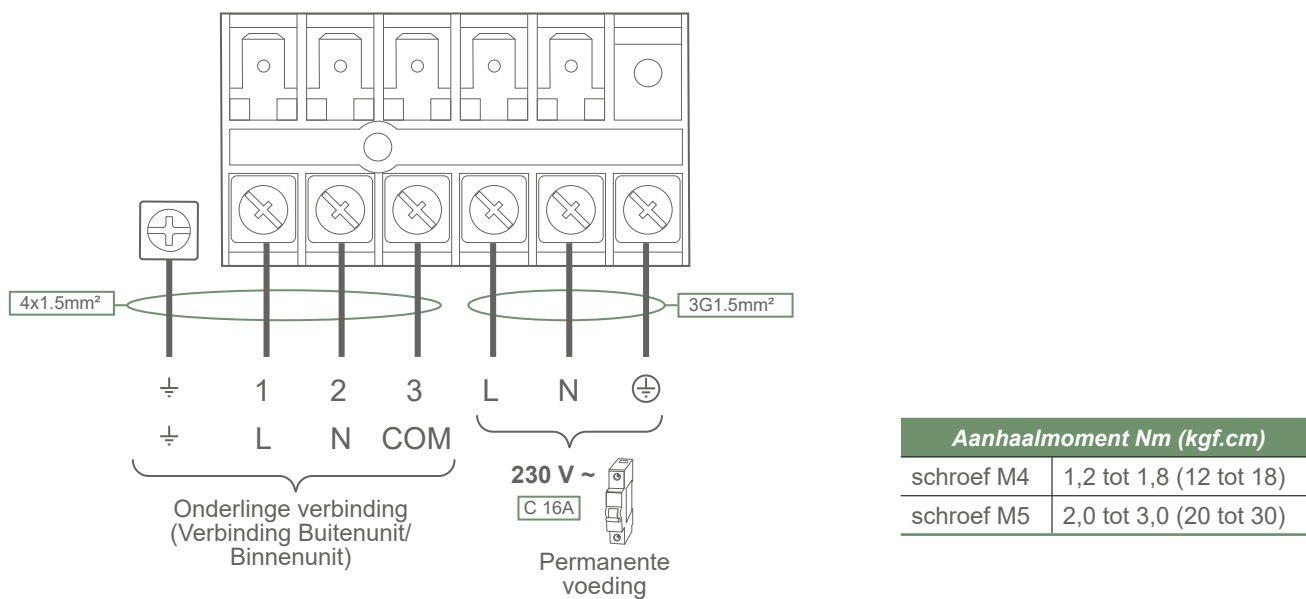 4x1.5mm²
3G1.5mm²
1 2 3 L N
L N COM
Onderlinge verbinding
(Verbinding Buitenunit/
Binnenunit)
230 V ~
C 16A
Permanente
voeding
Aanhaalmoment Nm (kgf.cm)
schroef M4 1,2 tot 1,8 (12 tot 18)
schroef M5 2,0 tot 3,0 (20 tot 30)